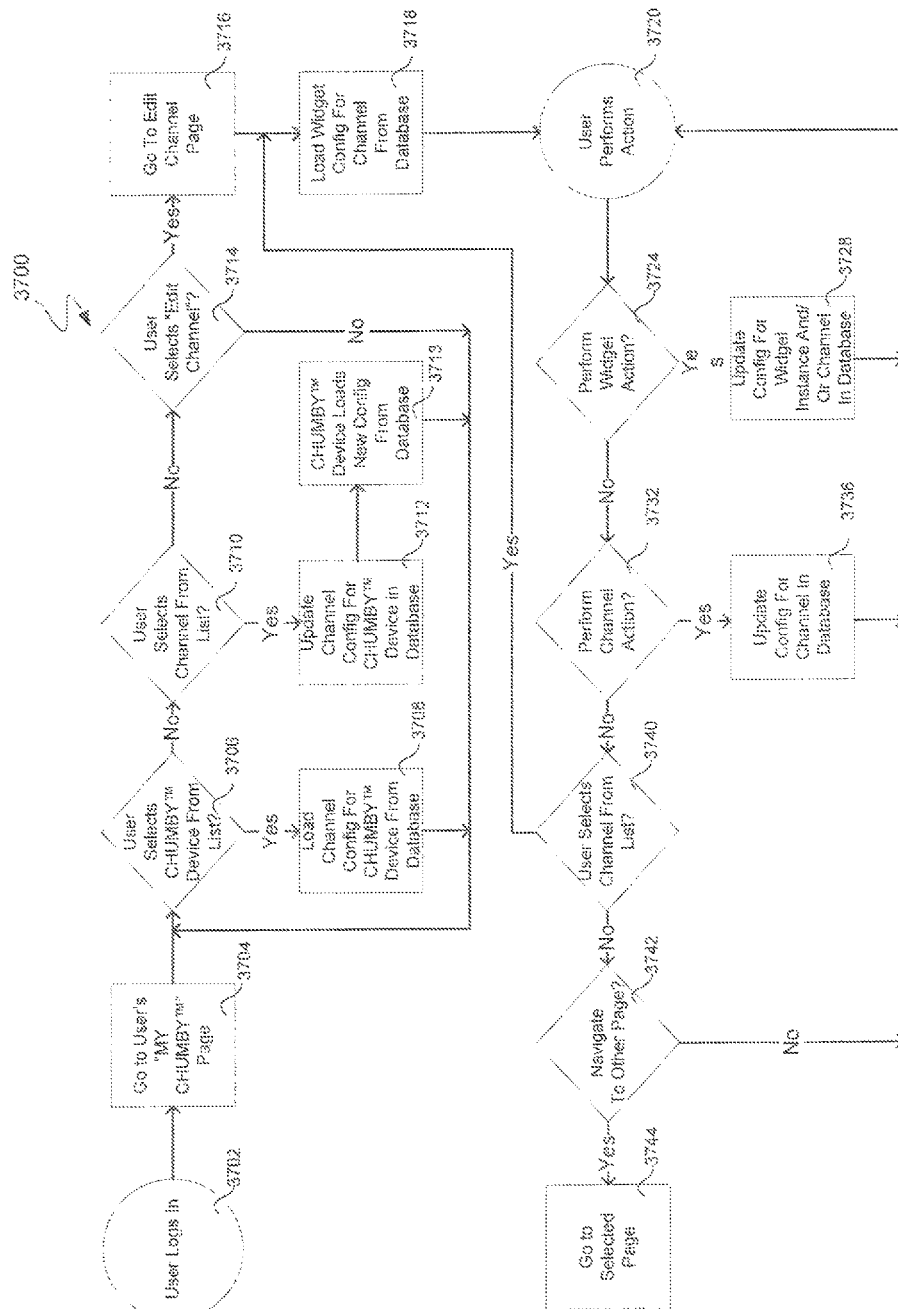 3700
User Logs In
3702
Go to User's
"MY
CHUMBY™"
Page
3704
User
Selects
CHUMBY™
Device From
List?
3706
No
Yes
Load
Channel
Config For
CHUMBY™
Device From
Database
3708
User
Selects
Channel From
List?
3710
No
Yes
Update
Channel
Config For
CHUMBY™
Device In
Database
3712
CHUMBY™
Device Loads
New Config
From
Database
3713
User
Selects "Edit
Channel"?
3714
No
Yes
Go To Edit
Channel
Page
3716
Load Widget
Config For
Channel
From
Database
3718
User
Performs
Action
3720
Perform
Widget
Action?
3724
Ye
s
Update
Config For
Widget
Instance And/
Or Channel
In Database
3728
No
Perform
Channel
Action?
3732
Yes
Update
Config For
Channel In
Database
3736
No
User Selects
Channel From
List?
3740
Yes
No
Navigate
To Other Page?
3742
No
Yes
Go to
Selected
Page
3744